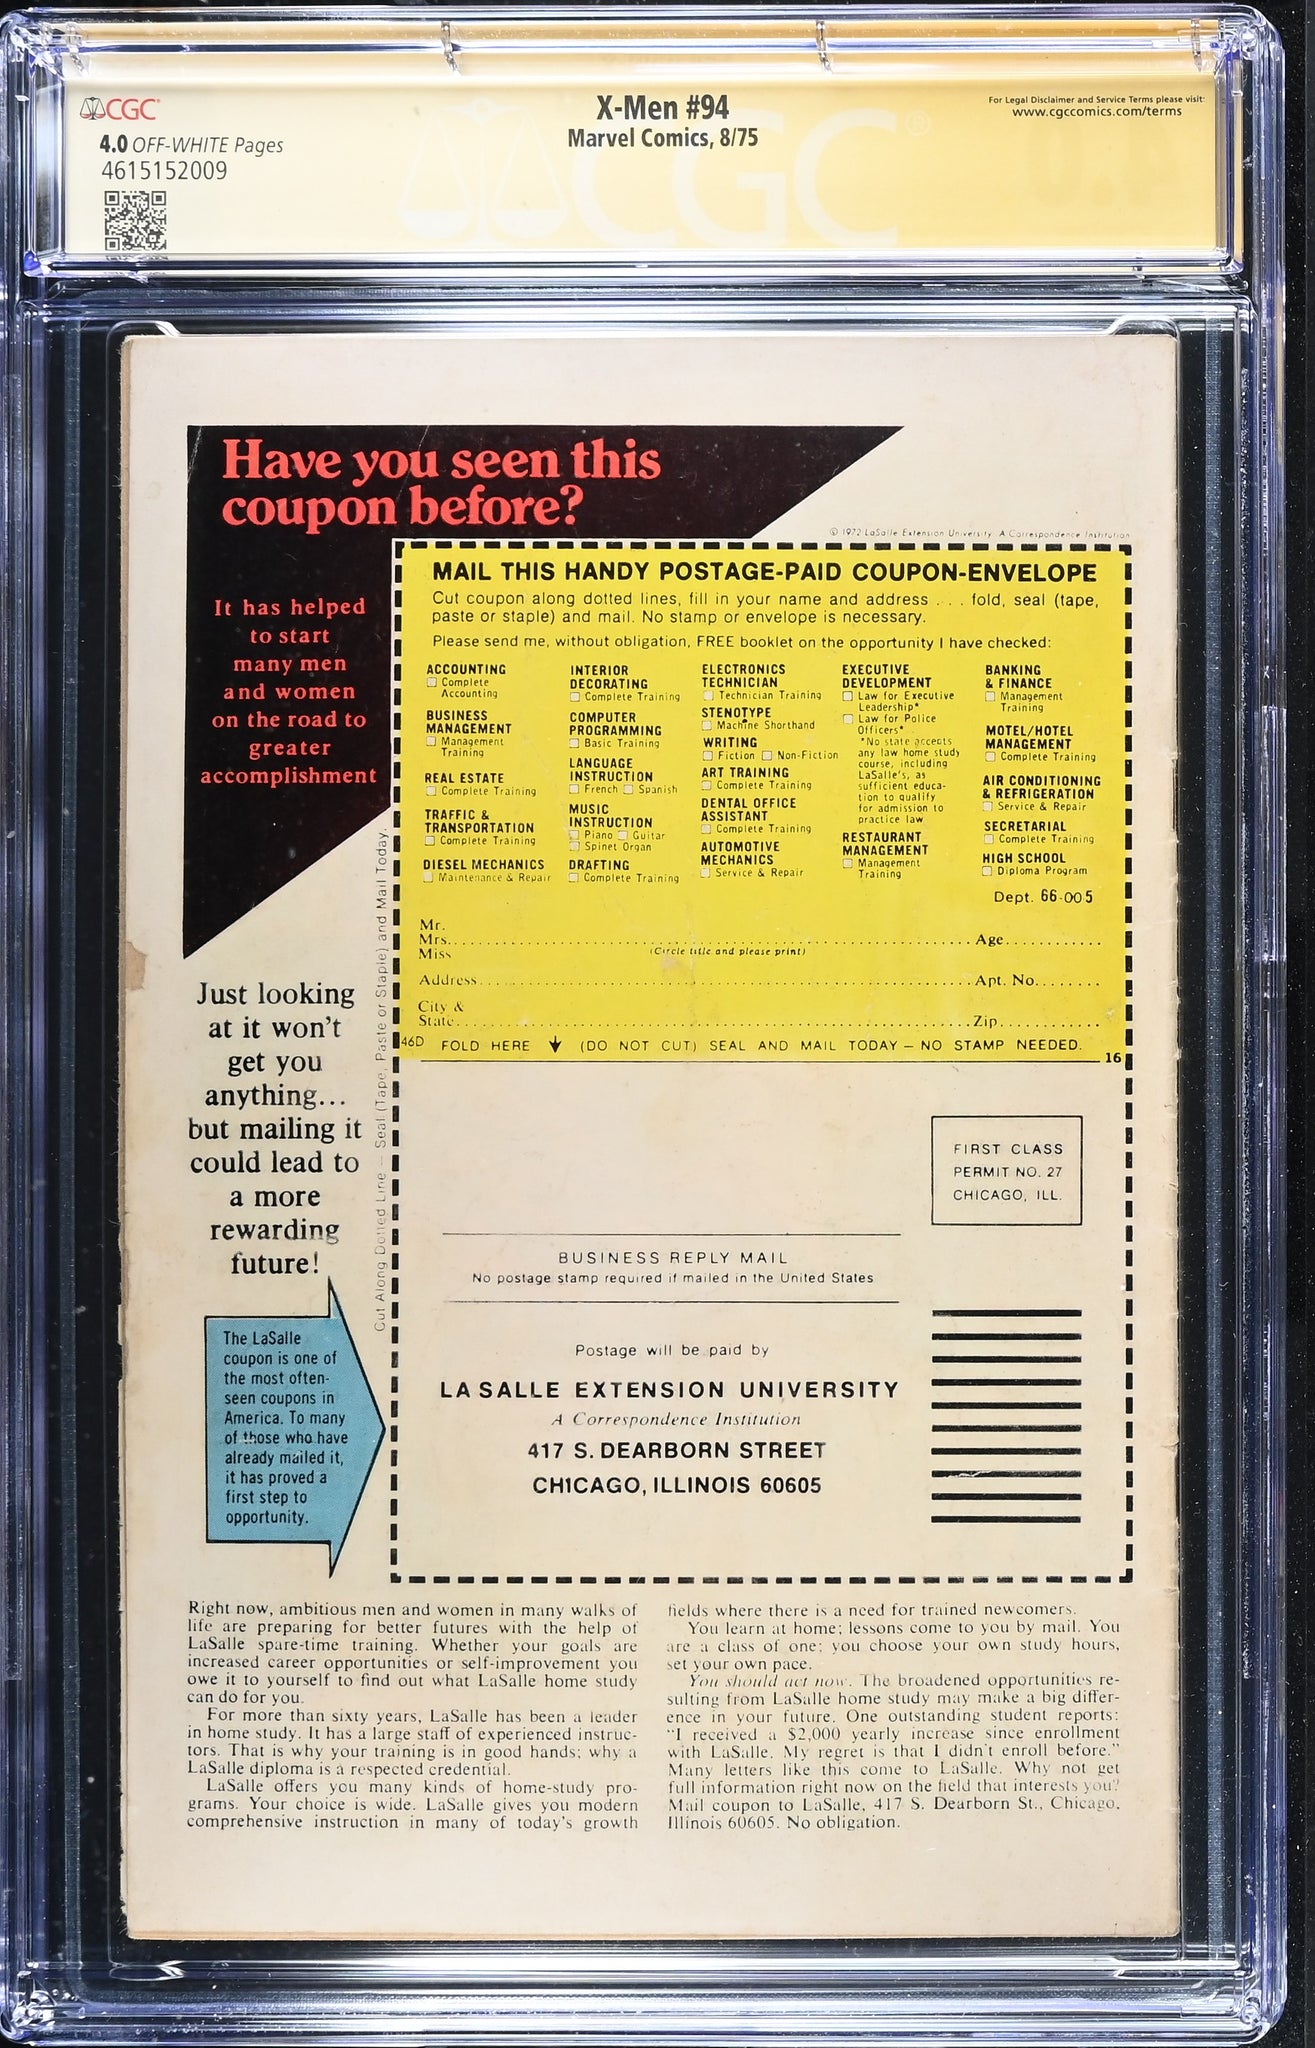 CGC
4.0 OFF-WHITE Pages
4615152009
X-Men #94
Marvel Comics, 8/75
For Legal Disclaimer and Service Terms please visit:
www.cgccomics.com/terms
CGC
Have you seen this
coupon before?
It has helped
to start
many men
and women
on the road to
greater
accomplishment
© 1972 LaSalle Extension University A Correspondence Institution
MAIL THIS HANDY POSTAGE-PAID COUPON-ENVELOPE
Cut coupon along dotted lines, fill in your name and address . . . fold, seal (tape,
paste or staple) and mail. No stamp or envelope is necessary.
Please send me, without obligation, FREE booklet on the opportunity I have checked:
ACCOUNTING
Complete
Accounting
BUSINESS
MANAGEMENT
Management
Training
REAL ESTATE
Complete Training
TRAFFIC &
TRANSPORTATION
Complete Training
DIESEL MECHANICS
Maintenance & Repair
INTERIOR
DECORATING
Complete Training
COMPUTER
PROGRAMMING
Basic Training
LANGUAGE
INSTRUCTION
French Spanish
MUSIC
INSTRUCTION
Piano Guitar
Spinet Organ
DRAFTING
Complete Training
ELECTRONICS
TECHNICIAN
Technician Training
STENOTYPE
Machine Shorthand
WRITING
Fiction Non-Fiction
ART TRAINING
Complete Training
DENTAL OFFICE
ASSISTANT
Complete Training
AUTOMOTIVE
MECHANICS
Service & Repair
EXECUTIVE
DEVELOPMENT
Law for Executive
Leadership*
Law for Police
Officers*
*No state accepts
any law home study
course, including
LaSalle's, as
sufficient educa-
tion to qualify
for admission to
practice law
RESTAURANT
MANAGEMENT
Management
Training
BANKING
& FINANCE
Management
Training
MOTEL/HOTEL
MANAGEMENT
Complete Training
AIR CONDITIONING
& REFRIGERATION
Service & Repair
SECRETARIAL
Complete Training
HIGH SCHOOL
Diploma Program
Dept. 66-005
Mr.
Mrs. Age
Miss (Circle title and please print)
Address Apt. No.
City &
State Zip
46D FOLD HERE ↓ (DO NOT CUT) SEAL AND MAIL TODAY – NO STAMP NEEDED.
16
Cut Along Dotted Line — Seal (Tape, Paste or Staple) and Mail Today.
Just looking
at it won't
get you
anything...
but mailing it
could lead to
a more
rewarding
future!
FIRST CLASS
PERMIT NO. 27
CHICAGO, ILL.
BUSINESS REPLY MAIL
No postage stamp required if mailed in the United States
Postage will be paid by
LA SALLE EXTENSION UNIVERSITY
A Correspondence Institution
417 S. DEARBORN STREET
CHICAGO, ILLINOIS 60605
The LaSalle
coupon is one of
the most often-
seen coupons in
America. To many
of those who have
already mailed it,
it has proved a
first step to
opportunity.
Right now, ambitious men and women in many walks of
life are preparing for better futures with the help of
LaSalle spare-time training. Whether your goals are
increased career opportunities or self-improvement you
owe it to yourself to find out what LaSalle home study
can do for you.
For more than sixty years, LaSalle has been a leader
in home study. It has a large staff of experienced instruc-
tors. That is why your training is in good hands; why a
LaSalle diploma is a respected credential.
LaSalle offers you many kinds of home-study pro-
grams. Your choice is wide. LaSalle gives you modern
comprehensive instruction in many of today's growth
fields where there is a need for trained newcomers.
You learn at home; lessons come to you by mail. You
are a class of one; you choose your own study hours,
set your own pace.
You should act now. The broadened opportunities re-
sulting from LaSalle home study may make a big differ-
ence in your future. One outstanding student reports:
"I received a $2,000 yearly increase since enrollment
with LaSalle. My regret is that I didn't enroll before."
Many letters like this come to LaSalle. Why not get
full information right now on the field that interests you?
Mail coupon to LaSalle, 417 S. Dearborn St., Chicago,
Illinois 60605. No obligation.